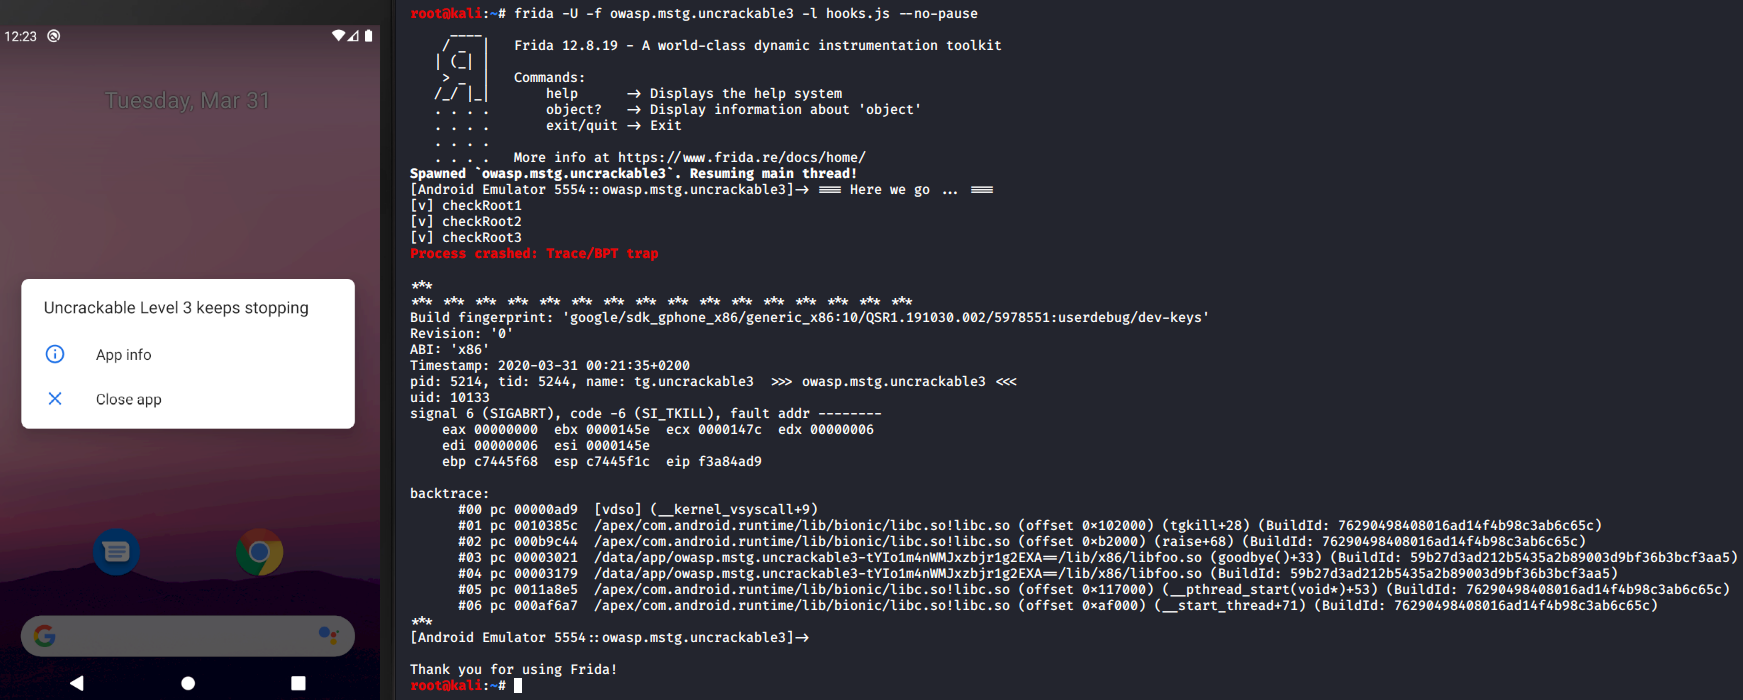 12:23
Tuesday, Mar 31
Uncrackable Level 3 keeps stopping
App info
Close app
root@kali:~# frida -U -f owasp.mstg.uncrackable3 -l hooks.js --no-pause
     ____
    / _  |   Frida 12.8.19 - A world-class dynamic instrumentation toolkit
   | (_| |
    > _  |   Commands:
   /_/ |_|       help      -> Displays the help system
   . . . .       object?   -> Display information about 'object'
   . . . .       exit/quit -> Exit
   . . . .
   . . . .   More info at https://www.frida.re/docs/home/
Spawned `owasp.mstg.uncrackable3`. Resuming main thread!
[Android Emulator 5554::owasp.mstg.uncrackable3]-> === Here we go ... ===
[v] checkRoot1
[v] checkRoot2
[v] checkRoot3
Process crashed: Trace/BPT trap
***
*** *** *** *** *** *** *** *** *** *** *** *** *** *** *** ***
Build fingerprint: 'google/sdk_gphone_x86/generic_x86:10/QSR1.191030.002/5978551:userdebug/dev-keys'
Revision: '0'
ABI: 'x86'
Timestamp: 2020-03-31 00:21:35+0200
pid: 5214, tid: 5244, name: tg.uncrackable3  >>> owasp.mstg.uncrackable3 <<<
uid: 10133
signal 6 (SIGABRT), code -6 (SI_TKILL), fault addr --------
    eax 00000000  ebx 0000145e  ecx 0000147c  edx 00000006
    edi 00000006  esi 0000145e
    ebp c7445f68  esp c7445f1c  eip f3a84ad9
backtrace:
      #00 pc 00000ad9  [vdso] (__kernel_vsyscall+9)
      #01 pc 0010385c  /apex/com.android.runtime/lib/bionic/libc.so!libc.so (offset 0x102000) (tgkill+28) (BuildId: 76290498408016ad14f4b98c3ab6c65c)
      #02 pc 000b9c44  /apex/com.android.runtime/lib/bionic/libc.so!libc.so (offset 0xb2000) (raise+68) (BuildId: 76290498408016ad14f4b98c3ab6c65c)
      #03 pc 00003021  /data/app/owasp.mstg.uncrackable3-tYIo1m4nWMJxzbjr1g2EXA==/lib/x86/libfoo.so (goodbye()+33) (BuildId: 59b27d3ad212b5435a2b89003d9bf36b3bcf3aa5)
      #04 pc 00003179  /data/app/owasp.mstg.uncrackable3-tYIo1m4nWMJxzbjr1g2EXA==/lib/x86/libfoo.so (BuildId: 59b27d3ad212b5435a2b89003d9bf36b3bcf3aa5)
      #05 pc 0011a8e5  /apex/com.android.runtime/lib/bionic/libc.so!libc.so (offset 0x117000) (__pthread_start(void*)+53) (BuildId: 76290498408016ad14f4b98c3ab6c65c)
      #06 pc 000af6a7  /apex/com.android.runtime/lib/bionic/libc.so!libc.so (offset 0xaf000) (__start_thread+71) (BuildId: 76290498408016ad14f4b98c3ab6c65c)
***
[Android Emulator 5554::owasp.mstg.uncrackable3]->
Thank you for using Frida!
root@kali:~#